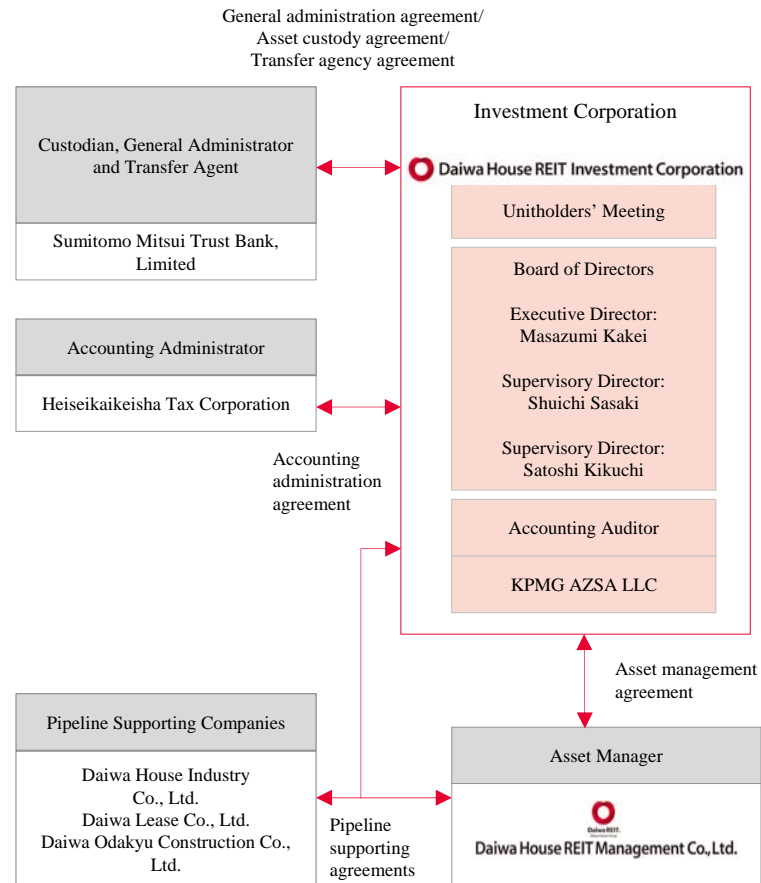 General administration agreement/
Asset custody agreement/
Transfer agency agreement
Custodian, General Administrator
and Transfer Agent
Sumitomo Mitsui Trust Bank,
Limited
Accounting Administrator
Heiseikaikeisha Tax Corporation
Accounting
administration
agreement
Investment Corporation
Daiwa House REIT Investment Corporation
Unitholders' Meeting
Board of Directors
Executive Director:
Masazumi Kakei
Supervisory Director:
Shuichi Sasaki
Supervisory Director:
Satoshi Kikuchi
Accounting Auditor
KPMG AZSA LLC
Asset management
agreement
Pipeline Supporting Companies
Daiwa House Industry
Co., Ltd.
Daiwa Lease Co., Ltd.
Daiwa Odakyu Construction Co.,
Ltd.
Pipeline
supporting
agreements
Asset Manager
Daiwa REIT.
Daiwa House REIT Management Co., Ltd.